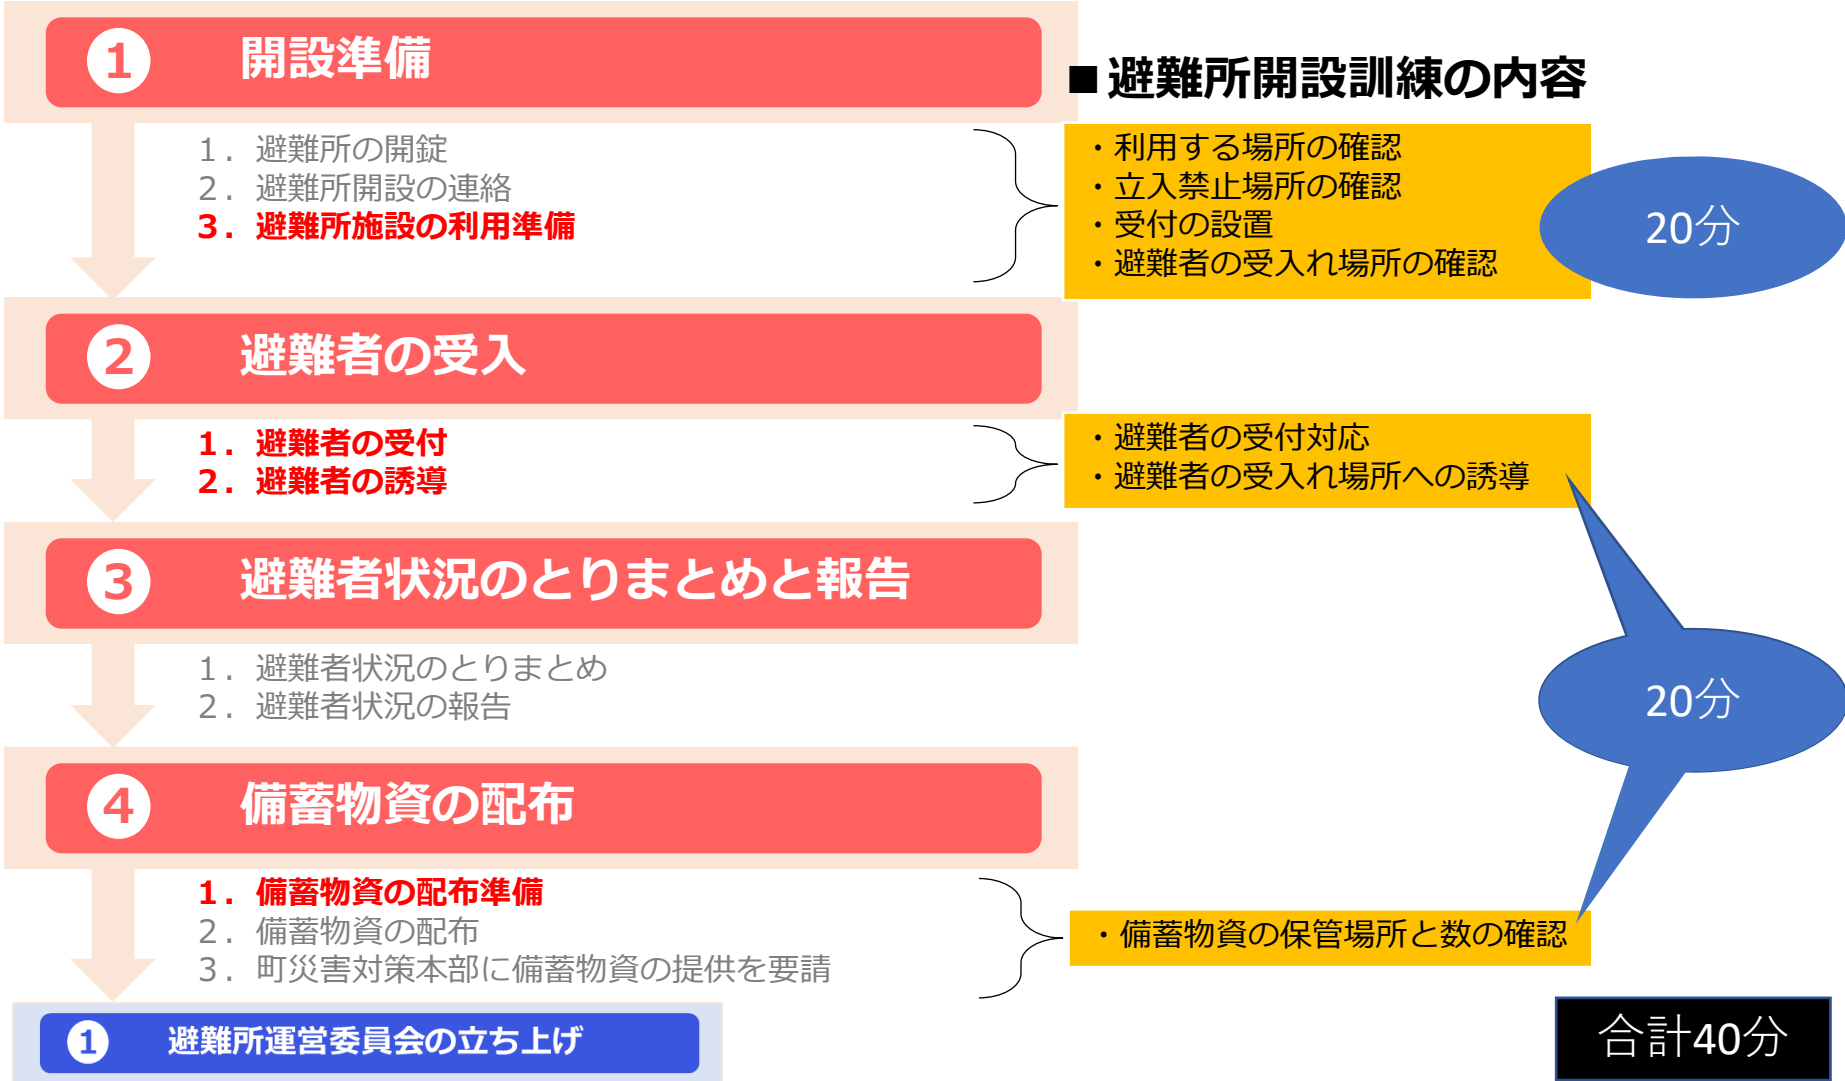 ❶ 開設準備
■避難所開設訓練の内容
１．避難所の開錠
２．避難所開設の連絡
３．避難所施設の利用準備
・利用する場所の確認
・立入禁止場所の確認
・受付の設置
・避難者の受入れ場所の確認
20分
❷ 避難者の受入
１．避難者の受付
２．避難者の誘導
・避難者の受付対応
・避難者の受入れ場所への誘導
❸ 避難者状況のとりまとめと報告
１．避難者状況のとりまとめ
２．避難者状況の報告
20分
❹ 備蓄物資の配布
１．備蓄物資の配布準備
２．備蓄物資の配布
３．町災害対策本部に備蓄物資の提供を要請
・備蓄物資の保管場所と数の確認
❶ 避難所運営委員会の立ち上げ
合計40分